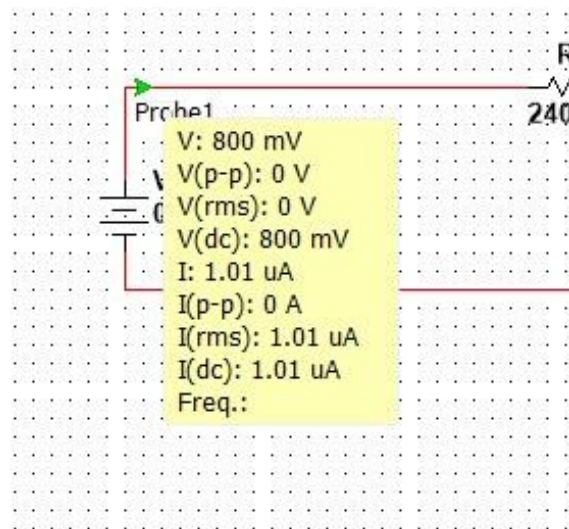 R
Probe1
240
V: 800 mV
V(p-p): 0 V
V(rms): 0 V
V(dc): 800 mV
I: 1.01 uA
I(p-p): 0 A
I(rms): 1.01 uA
I(dc): 1.01 uA
Freq.: